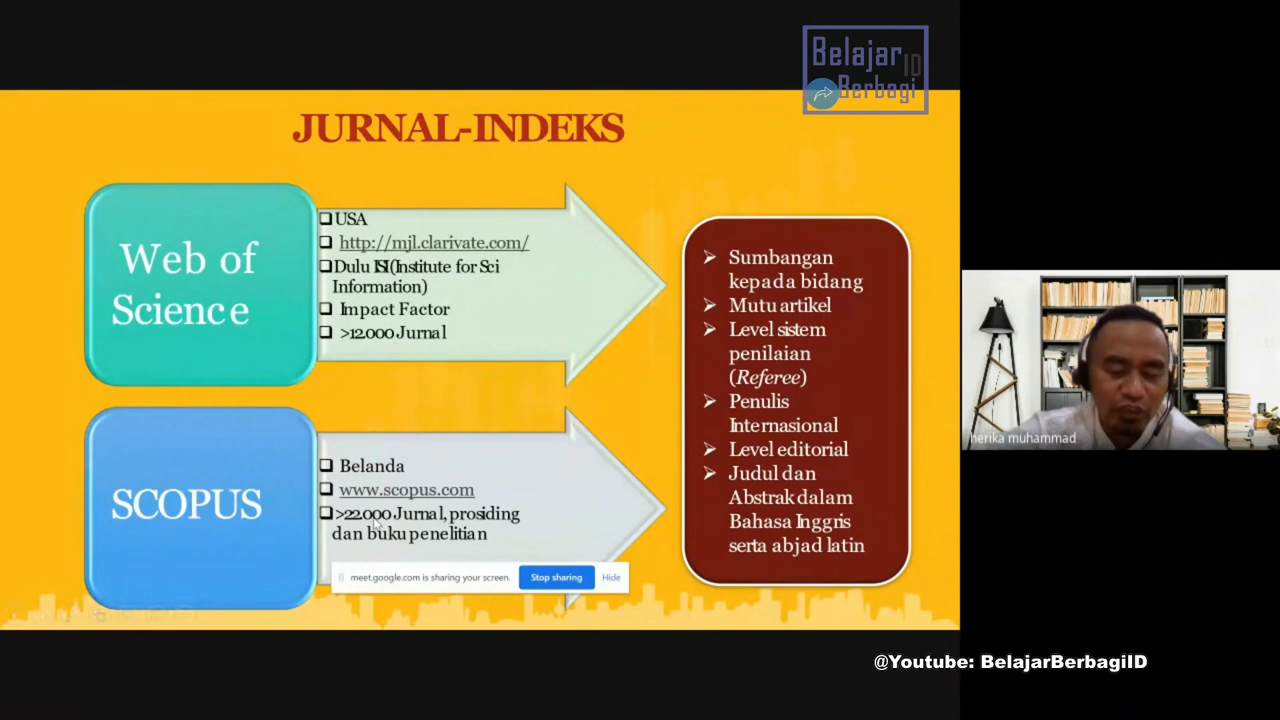 Belajar
ID
Berbagi
JURNAL-INDEKS
Web of
Science
USA
http://mjl.clarivate.com/
Dulu ISI (Institute for Sci
Information)
Impact Factor
>12.000 Jurnal
SCOPUS
Belanda
www.scopus.com
>22.000 Jurnal, prosiding
dan buku penelitian
Sumbangan
kepada bidang
Mutu artikel
Level sistem
penilaian
(Referee)
Penulis
Internasional
Level editorial
Judul dan
Abstrak dalam
Bahasa Inggris
serta abjad latin
meet.google.com is sharing your screen.
Stop sharing
Hide
herika muhammad
@Youtube: BelajarBerbagiID